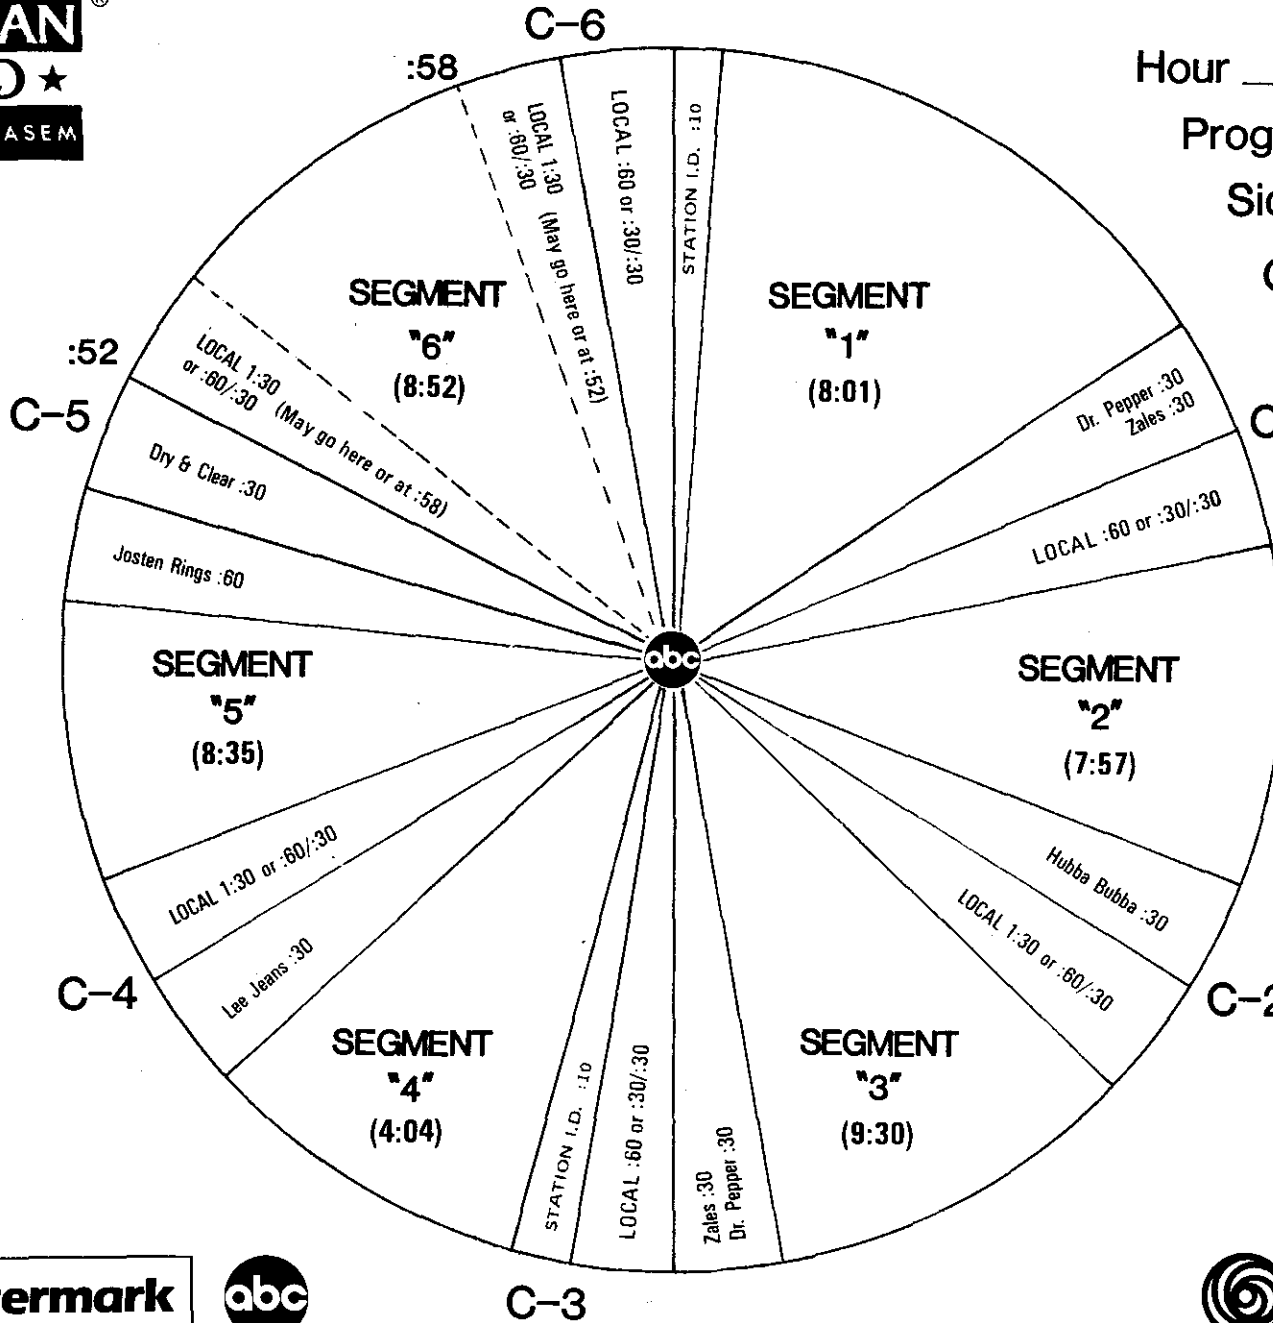 AN ®
ASEM
C-6
:58
Hour
Prog
STATION I.D. :10
SEGMENT
"1"
(8:01)
Dr. Pepper :30
Zales :30
LOCAL :60 or :30/:30
SEGMENT
"2"
(7:57)
Hubba Bubba :30
C-2
LOCAL 1:30 or :60/:30
SEGMENT
"3"
(9:30)
Zales :30
Dr. Pepper :30
LOCAL :60 or :30/:30
C-3
STATION I.D. :10
SEGMENT
"4"
(4:04)
Lee Jeans :30
C-4
LOCAL 1:30 or :60/:30
SEGMENT
"5"
(8:35)
Josten Rings :60
Dry & Clear :30
C-5
:52
LOCAL 1:30
or :60/:30 (May go here or at :58)
SEGMENT
"6"
(8:52)
LOCAL 1:30
or :60/:30 (May go here or at :52)
LOCAL :60 or :30/:30
abc
ermark
abc